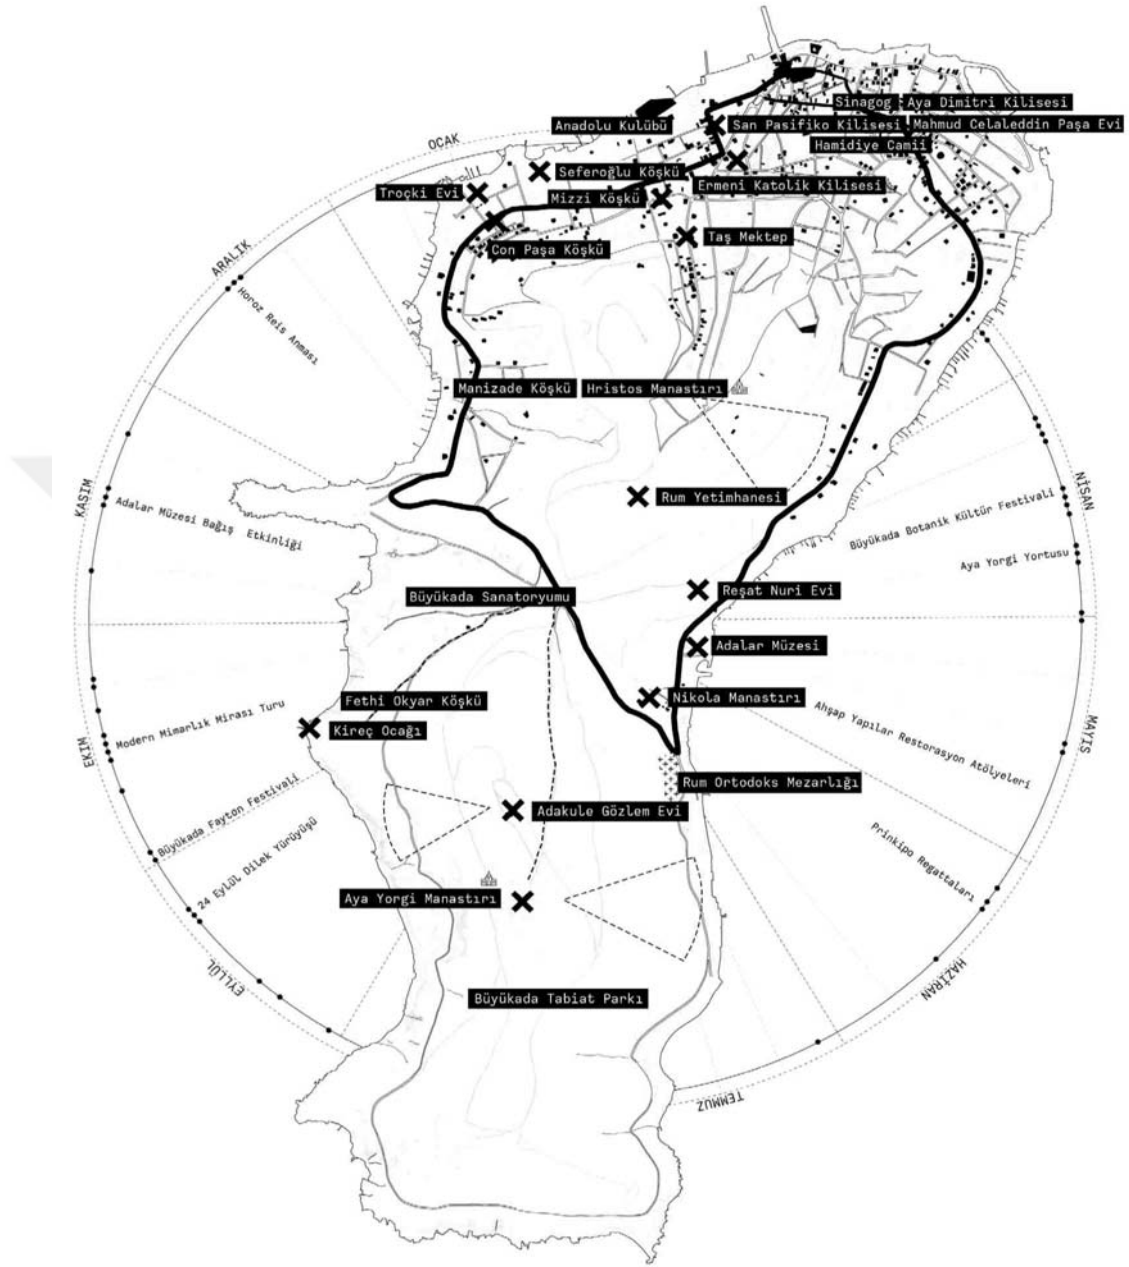 Sinagog
Aya Dimitri Kilisesi
Anadolu Kulübü
San Pasifiko Kilisesi
Mahmud Celaleddin Paşa Evi
OCAK
Hamidiye Camii
Seferoğlu Köşkü
Ermeni Katolik Kilisesi
Troçki Evi
Mizzi Köşkü
Taş Mektep
Con Paşa Köşkü
ARALIK
Horoz Reis Anması
Manizade Köşkü
Hristos Manastırı
KASIM
Adalar Müzesi Bağış Etkinliği
Rum Yetimhanesi
NİSAN
Büyükada Botanik Kültür Festivali
Aya Yorgi Yortusu
Büyükada Sanatoryumu
Reşat Nuri Evi
Adalar Müzesi
Fethi Okyar Köşkü
Nikola Manastırı
Kireç Ocağı
EKIM
Modern Mimarlık Mirası Turu
Ahşap Yapılar Restorasyon Atölyeleri
MAYIS
Rum Ortodoks Mezarlığı
Büyükada Fayton Festivali
Adakule Gözlem Evi
24 Eylül Dilek Yürüyüşü
Prinkipo Regattaları
Aya Yorgi Manastırı
EYLLÜL
HAZİRAN
Büyükada Tabiat Parkı
TEMMUZ